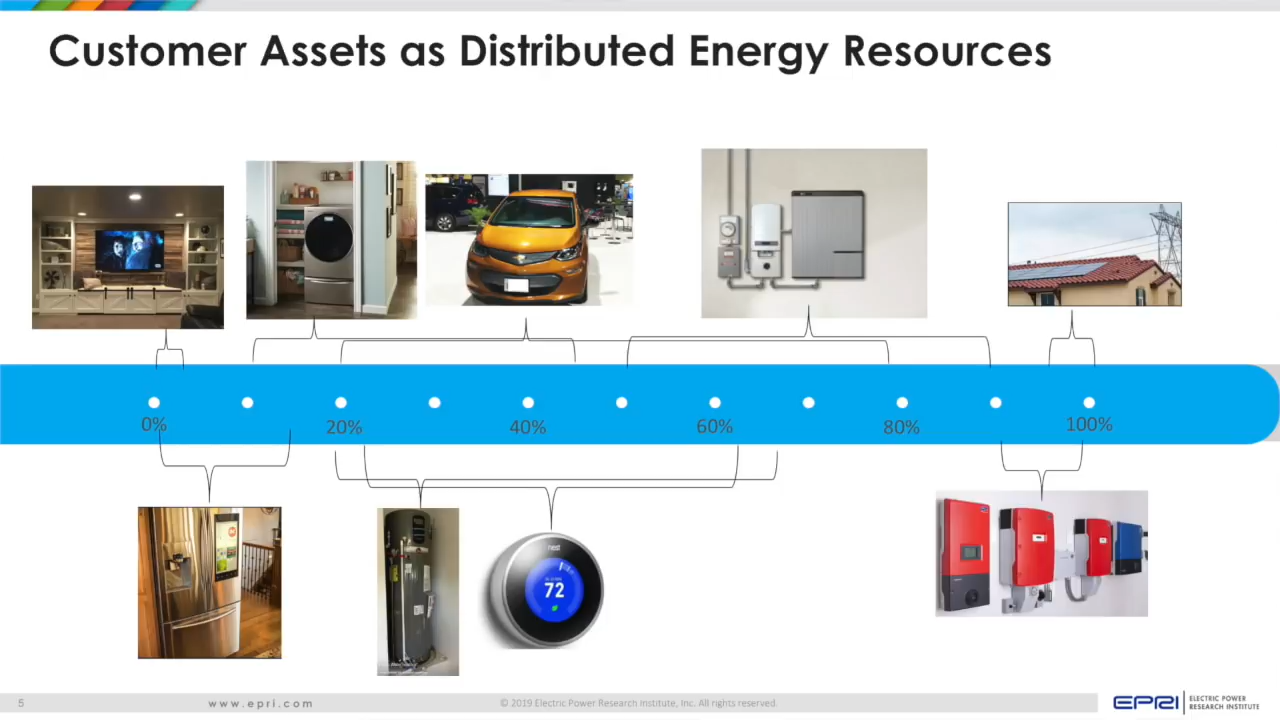 Customer Assets as Distributed Energy Resources
0%
20%
40%
60%
80%
100%
nest
72
5
www.epri.com
© 2019 Electric Power Research Institute, Inc. All rights reserved.
EPRI
ELECTRIC POWER
RESEARCH INSTITUTE